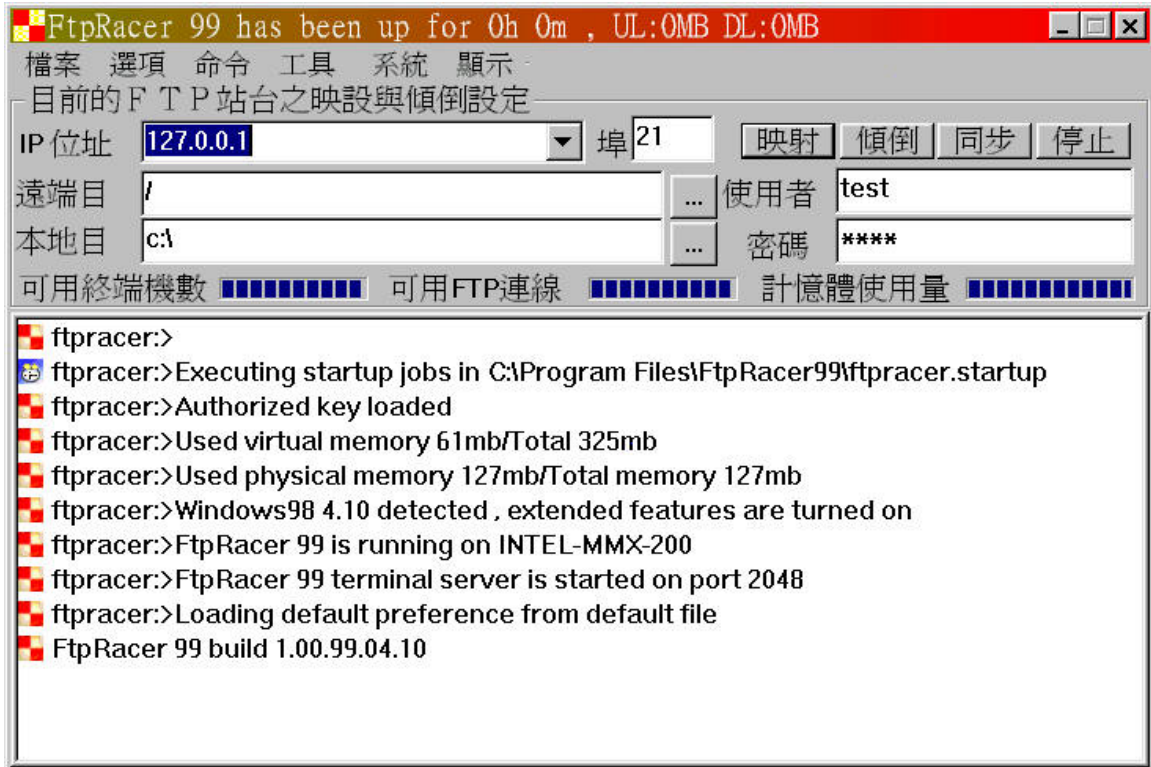 FtpRacer 99 has been up for 0h 0m , UL:0MB DL:0MB
檔案 選項 命令 工具 系統 顯示
目前的ＦＴＰ站台之映設與傾倒設定
IP 位址 127.0.0.1 埠 21 映射 傾倒 同步 停止
遠端目 / ... 使用者 test
本地目 c:\ ... 密碼 ****
可用終端機數 可用FTP連線 計憶體使用量
ftpracer:>
ftpracer:>Executing startup jobs in C:\Program Files\FtpRacer99\ftpracer.startup
ftpracer:>Authorized key loaded
ftpracer:>Used virtual memory 61mb/Total 325mb
ftpracer:>Used physical memory 127mb/Total memory 127mb
ftpracer:>Windows98 4.10 detected , extended features are turned on
ftpracer:>FtpRacer 99 is running on INTEL-MMX-200
ftpracer:>FtpRacer 99 terminal server is started on port 2048
ftpracer:>Loading default preference from default file
FtpRacer 99 build 1.00.99.04.10